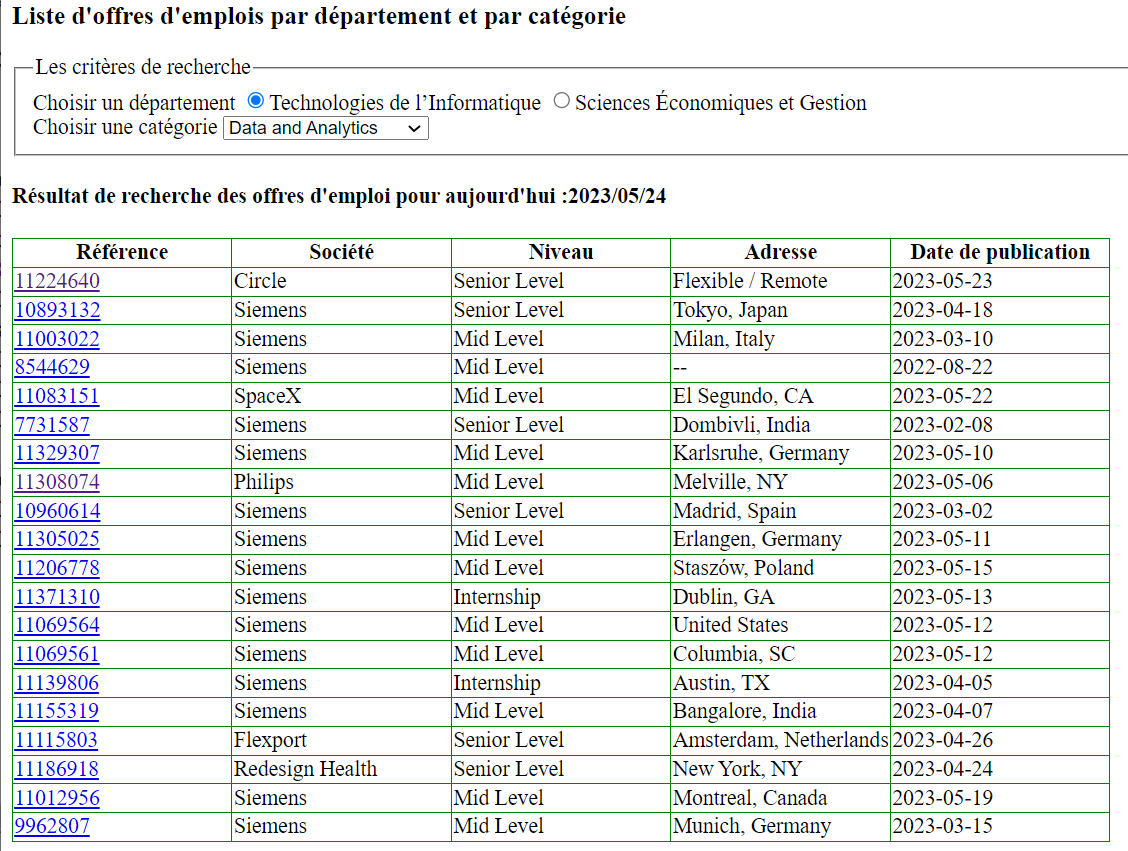 Liste d'offres d'emplois par département et par catégorie
Les critères de recherche
Choisir un département Technologies de l’Informatique Sciences Économiques et Gestion
Choisir une catégorie Data and Analytics
Résultat de recherche des offres d'emploi pour aujourd'hui :2023/05/24
Référence Société Niveau Adresse Date de publication
11224640 Circle Senior Level Flexible / Remote 2023-05-23
10893132 Siemens Senior Level Tokyo, Japan 2023-04-18
11003022 Siemens Mid Level Milan, Italy 2023-03-10
8544629 Siemens Mid Level -- 2022-08-22
11083151 SpaceX Mid Level El Segundo, CA 2023-05-22
7731587 Siemens Senior Level Dombivli, India 2023-02-08
11329307 Siemens Mid Level Karlsruhe, Germany 2023-05-10
11308074 Philips Mid Level Melville, NY 2023-05-06
10960614 Siemens Senior Level Madrid, Spain 2023-03-02
11305025 Siemens Mid Level Erlangen, Germany 2023-05-11
11206778 Siemens Mid Level Staszów, Poland 2023-05-15
11371310 Siemens Internship Dublin, GA 2023-05-13
11069564 Siemens Mid Level United States 2023-05-12
11069561 Siemens Mid Level Columbia, SC 2023-05-12
11139806 Siemens Internship Austin, TX 2023-04-05
11155319 Siemens Mid Level Bangalore, India 2023-04-07
11115803 Flexport Senior Level Amsterdam, Netherlands 2023-04-26
11186918 Redesign Health Senior Level New York, NY 2023-04-24
11012956 Siemens Mid Level Montreal, Canada 2023-05-19
9962807 Siemens Mid Level Munich, Germany 2023-03-15